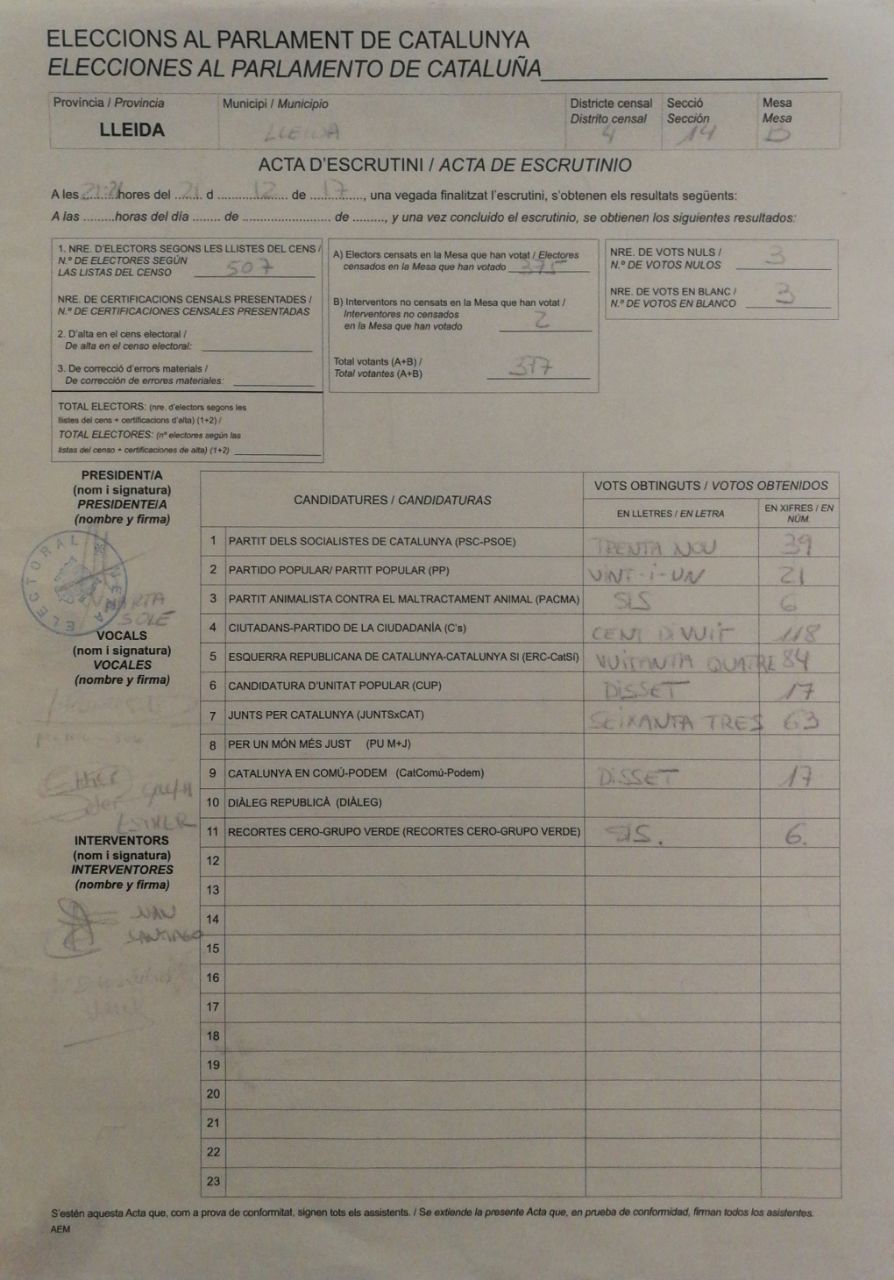 ELECCIONS AL PARLAMENT DE CATALUNYA
ELECCIONES AL PARLAMENTO DE CATALUÑA
Província / Provincia
LLEIDA
Municipi / Municipio
LLEIDA
Districte censal
Distrito censal
4
Secció
Sección
14
Mesa
Mesa
ACTA D'ESCRUTINI / ACTA DE ESCRUTINIO
A les ......... hores del 21 d ..... 12 ..... de ..... 17 ....., una vegada finalitzat l'escrutini, s'obtenen els resultats següents:
A las .........horas del día ........ de .............................. de ........., y una vez concluido el escrutinio, se obtienen los siguientes resultados:
1. NRE. D'ELECTORS SEGONS LES LLISTES DEL CENS /
N.º DE ELECTORES SEGÚN
LAS LISTAS DEL CENSO 507
NRE. DE CERTIFICACIONS CENSALS PRESENTADES /
N.º DE CERTIFICACIONES CENSALES PRESENTADAS
2. D'alta en el cens electoral /
De alta en el censo electoral:
3. De correcció d'errors materials /
De corrección de errores materiales:
TOTAL ELECTORS: (nre. d'electors segons les
llistes del cens + certificacions d'alta) (1+2) /
TOTAL ELECTORES: (nº electores según las
listas del censo + certificaciones de alta) (1+2)
A) Electors censats en la Mesa que han votat / Electores
censados en la Mesa que han votado 375
B) Interventors no censats en la Mesa que han votat /
Interventores no censados
en la Mesa que han votado 2
Total votants (A+B) /
Total votantes (A+B) 377
NRE. DE VOTS NULS /
N.º DE VOTOS NULOS 3
NRE. DE VOTS EN BLANC /
N.º DE VOTOS EN BLANCO 3
PRESIDENT/A
(nom i signatura)
PRESIDENTE/A
(nombre y firma)
ELECTORAL
MARTA
SOLÉ
VOCALS
(nom i signatura)
VOCALES
(nombre y firma)
ESTHER
INTERVENTORS
(nom i signatura)
INTERVENTORES
(nombre y firma)
SANTIAGO
CANDIDATURES / CANDIDATURAS
VOTS OBTINGUTS / VOTOS OBTENIDOS
EN LLETRES / EN LETRA
EN XIFRES / EN
NÚM.
1 PARTIT DELS SOCIALISTES DE CATALUNYA (PSC-PSOE) TRENTA NOU 39
2 PARTIDO POPULAR/ PARTIT POPULAR (PP) VINT-I-UN 21
3 PARTIT ANIMALISTA CONTRA EL MALTRACTAMENT ANIMAL (PACMA) SIS 6
4 CIUTADANS-PARTIDO DE LA CIUDADANÍA (C's) CENT DIVUIT 118
5 ESQUERRA REPUBLICANA DE CATALUNYA-CATALUNYA SI (ERC-CatSí) VUITANTA QUATRE 84
6 CANDIDATURA D'UNITAT POPULAR (CUP) DISSET 17
7 JUNTS PER CATALUNYA (JUNTSxCAT) SEIXANTA TRES 63
8 PER UN MÓN MÉS JUST (PU M+J)
9 CATALUNYA EN COMÚ-PODEM (CatComú-Podem) DISSET 17
10 DIÀLEG REPUBLICÀ (DIÀLEG)
11 RECORTES CERO-GRUPO VERDE (RECORTES CERO-GRUPO VERDE) SIS. 6.
12
13
14
15
16
17
18
19
20
21
22
23
S'estén aquesta Acta que, com a prova de conformitat, signen tots els assistents. / Se extiende la presente Acta que, en prueba de conformidad, firman todos los asistentes.
AEM